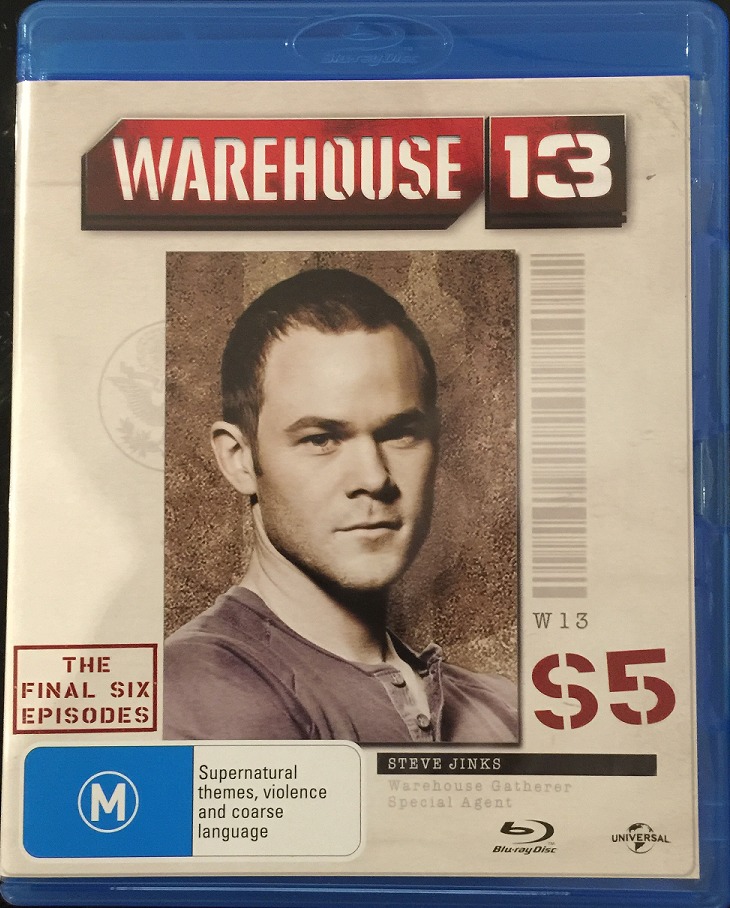 Blu-ray Disc
WAREHOUSE 13
W13
S5
THE
FINAL SIX
EPISODES
STEVE JINKS
Warehouse Gatherer
Special Agent
M
Supernatural
themes, violence
and coarse
language
Blu-ray Disc
UNIVERSAL